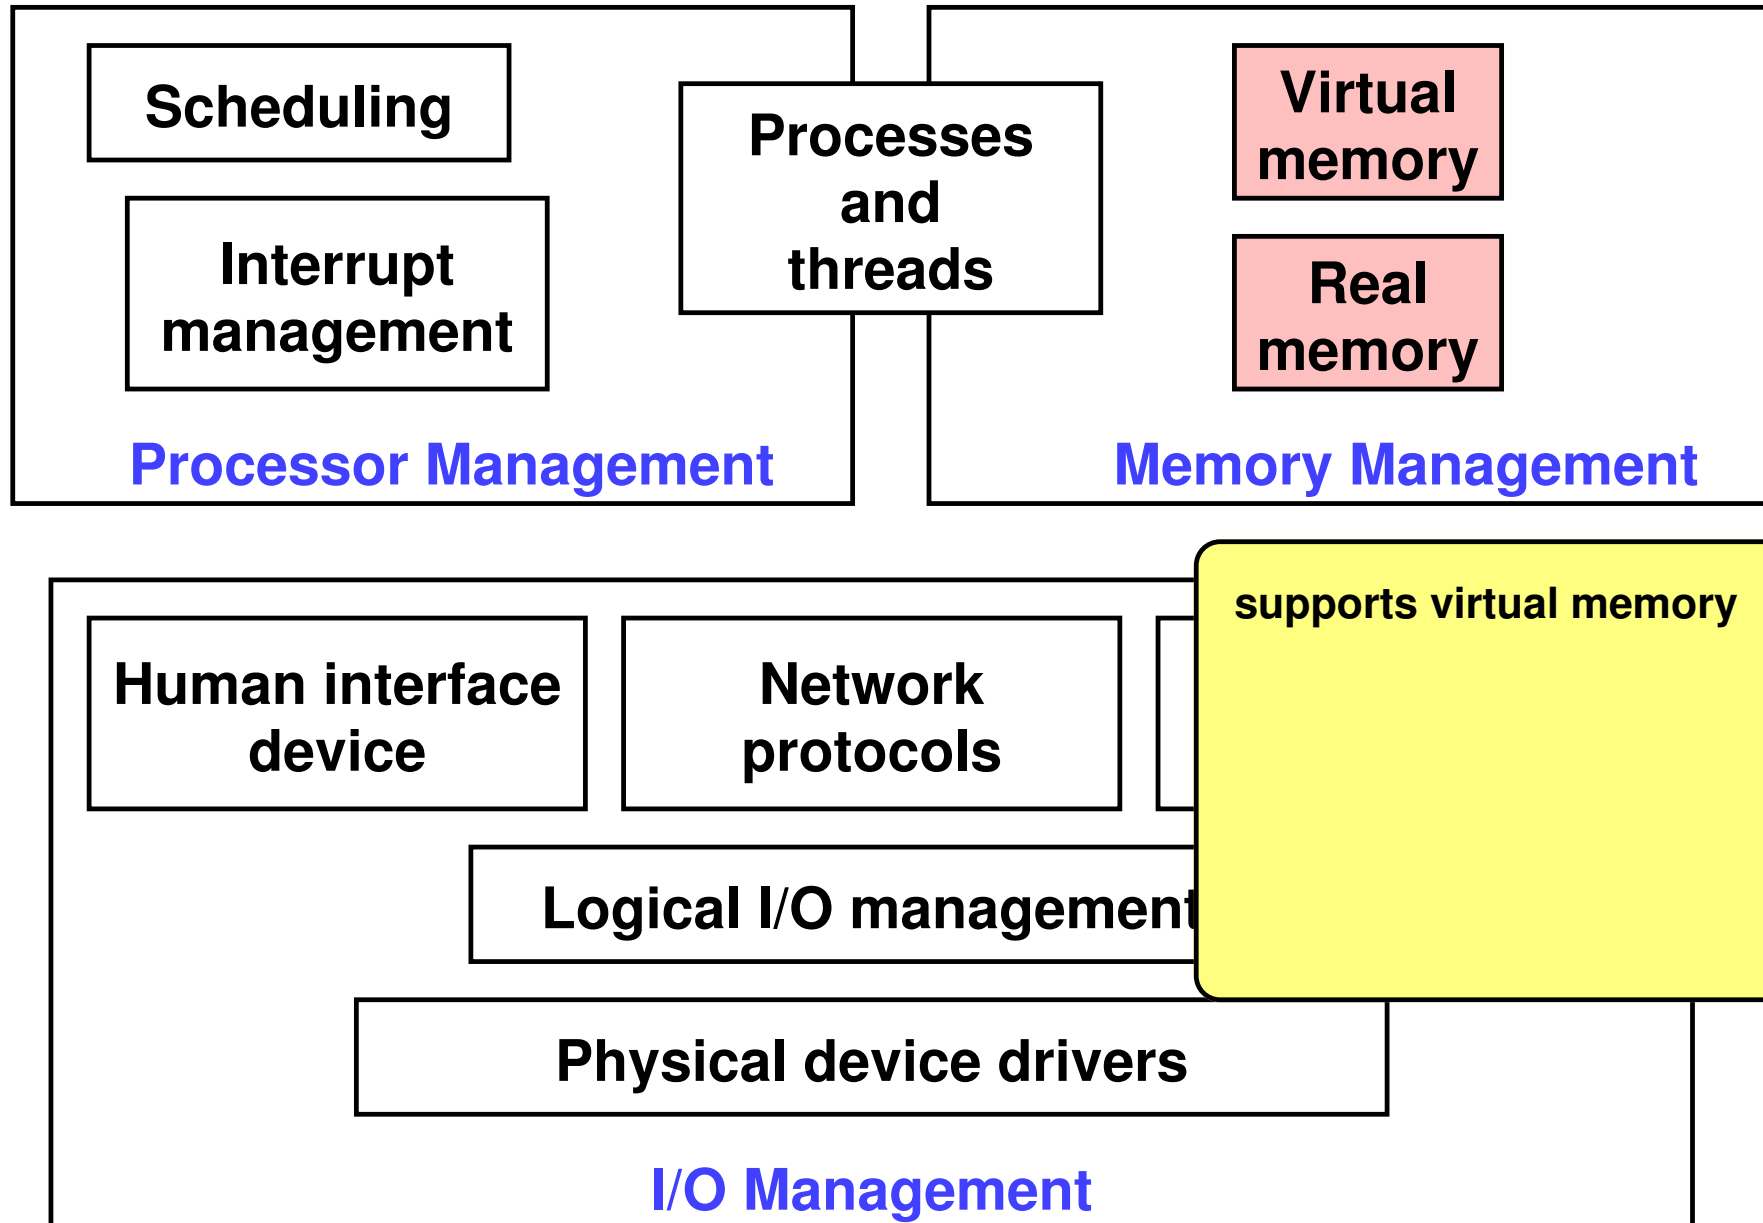 Scheduling
Interrupt
management
Processor Management
Processes
and
threads
Virtual
memory
Real
memory
Memory Management
supports virtual memory
Human interface
device
Network
protocols
Logical I/O management
Physical device drivers
I/O Management